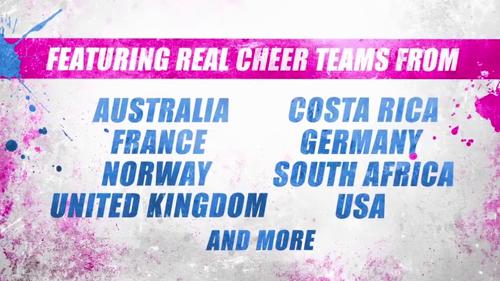 FEATURING REAL CHEER TEAMS FROM
AUSTRALIA
COSTA RICA
FRANCE
GERMANY
NORWAY
SOUTH AFRICA
UNITED KINGDOM
USA
AND MORE